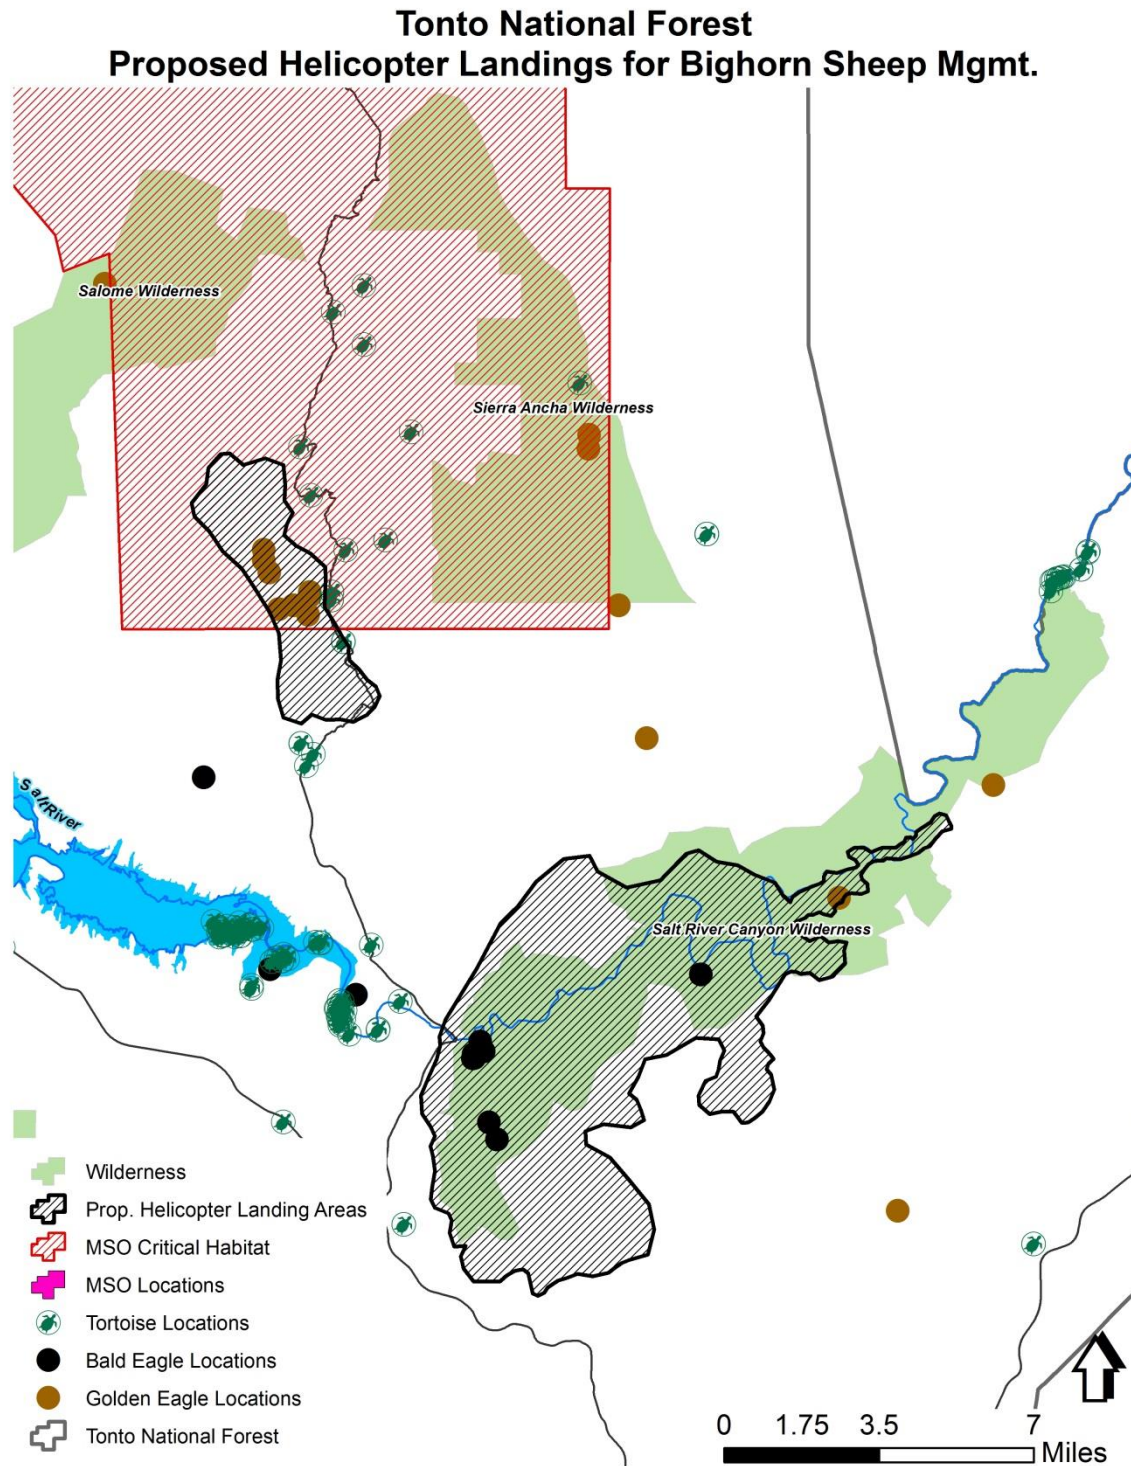 Tonto National Forest
Proposed Helicopter Landings for Bighorn Sheep Mgmt.
Salome Wilderness
Sierra Ancha Wilderness
Salt River
Salt River Canyon Wilderness
Wilderness
Prop. Helicopter Landing Areas
MSO Critical Habitat
MSO Locations
Tortoise Locations
Bald Eagle Locations
Golden Eagle Locations
Tonto National Forest
0 1.75 3.5 7
Miles